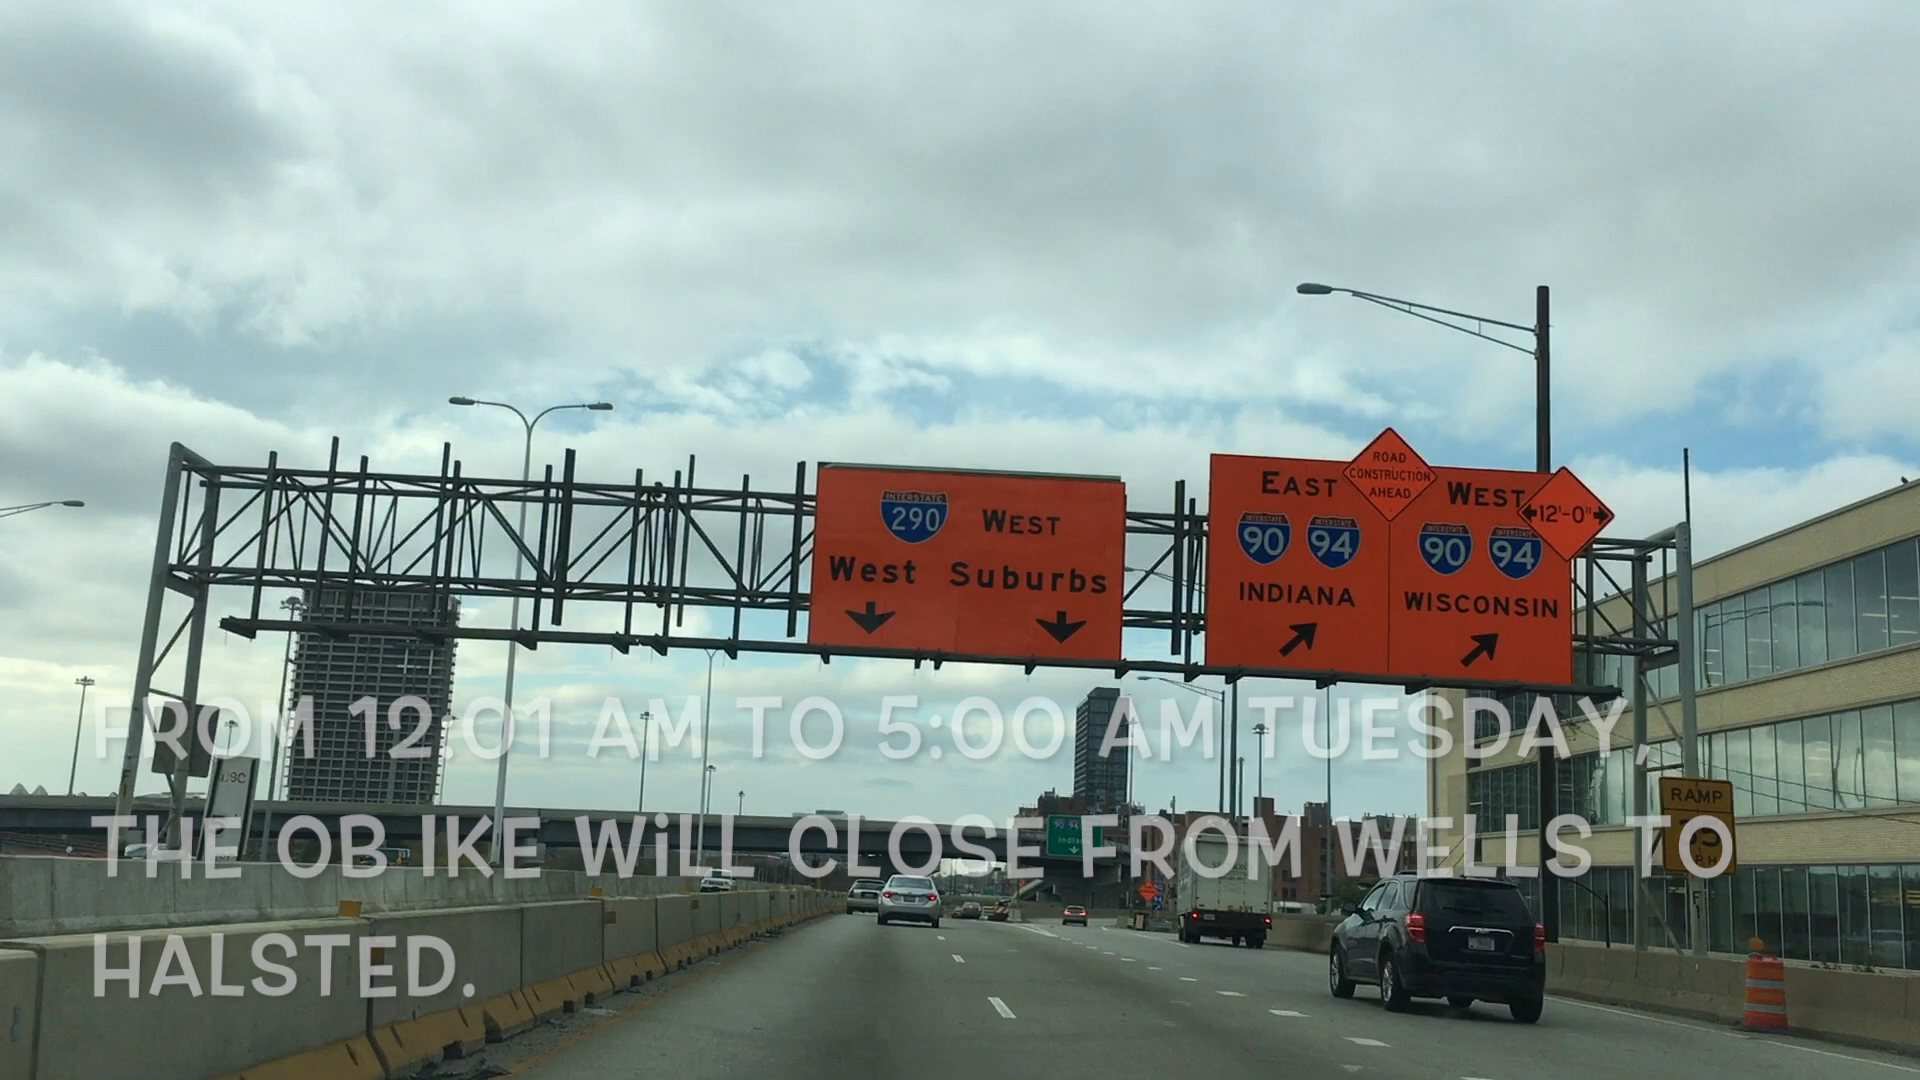 INTERSTATE
290
WEST
West Suburbs
EAST
INTERSTATE INTERSTATE
90 94
INDIANA
ROAD
CONSTRUCTION
AHEAD
WEST
12'-0"
INTERSTATE INTERSTATE
90 94
WISCONSIN
FROM 12:01 AM TO 5:00 AM TUESDAY,
THE OB IKE WiLL CLOSE FROM WELLS TO
HALSTED.
RAMP
Indiana